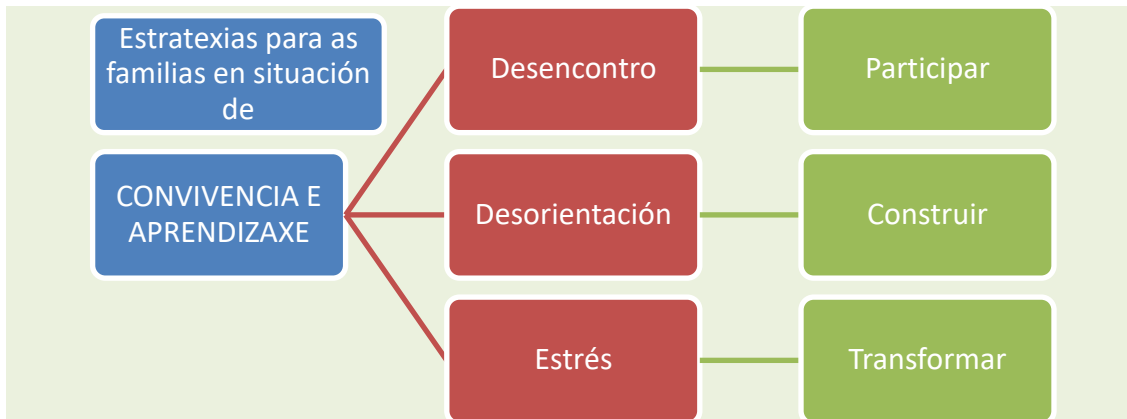 Estratexias para as
familias en situación
de
CONVIVENCIA E
APRENDIZAXE
Desencontro
Participar
Desorientación
Construir
Estrés
Transformar